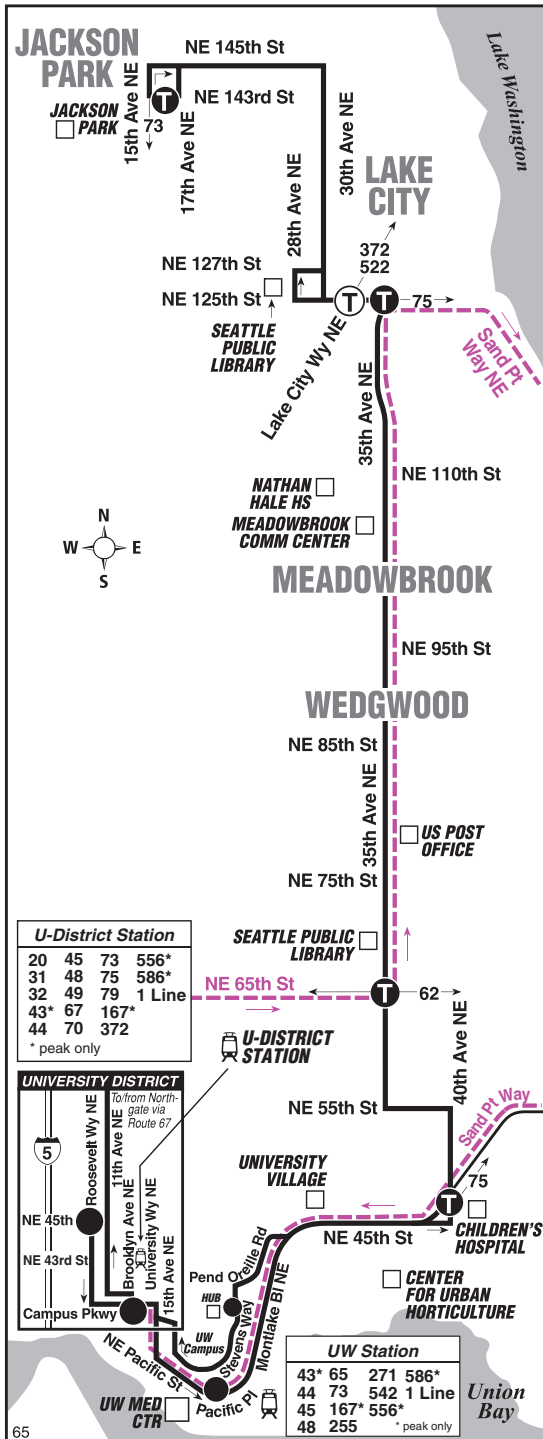 JACKSON
PARK
NE 145th St
Lake Washington
JACKSON
PARK
15th Ave NE
73
NE 143rd St
17th Ave NE
28th Ave NE
30th Ave NE
LAKE
CITY
372
522
NE 127th St
NE 125th St
T
T
T
75
SEATTLE
PUBLIC
LIBRARY
Lake City Wy NE
Sand Pt
Way NE
35th Ave NE
NE 110th St
NATHAN
HALE HS
MEADOWBROOK
COMM CENTER
N
W
E
S
MEADOWBROOK
NE 95th St
WEDGWOOD
NE 85th St
35th Ave NE
US POST
OFFICE
NE 75th St
SEATTLE PUBLIC
LIBRARY
U-District Station
20 45 73 556*
31 48 75 586*
32 49 79 1 Line
43* 67 167*
44 70 372
* peak only
NE 65th St
T
62
U-DISTRICT
STATION
40th Ave NE
NE 55th St
Sand Pt Way
UNIVERSITY DISTRICT
To/from North-
gate via
Route 67
5
Roosevelt Wy NE
11th Ave NE
NE 45th
NE 43rd St
Brooklyn Ave NE
University Wy NE
15th Ave NE
Campus Pkwy
UNIVERSITY
VILLAGE
75
T
NE 45th St
CHILDREN'S
HOSPITAL
Pend Oreille Rd
HUB
Stevens Way
UW
Campus
Montlake Bl NE
CENTER
FOR URBAN
HORTICULTURE
NE Pacific St
Pacific Pl
UW MED
CTR
UW Station
43* 65 271 586*
44 73 542 1 Line
45 167* 556*
48 255 * peak only
Union
Bay
65